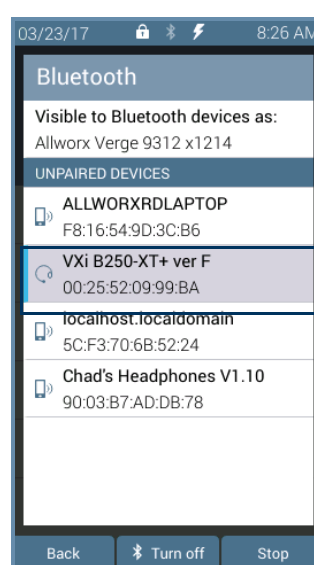 03/23/17 8:26 AM
Bluetooth
Visible to Bluetooth devices as:
Allworx Verge 9312 x1214
UNPAIRED DEVICES
ALLWORXRDLAPTOP
F8:16:54:9D:3C:B6
VXi B250-XT+ ver F
00:25:52:09:99:BA
localhost.localdomain
5C:F3:70:6B:52:24
Chad's Headphones V1.10
90:03:B7:AD:DB:78
Back Turn off Stop